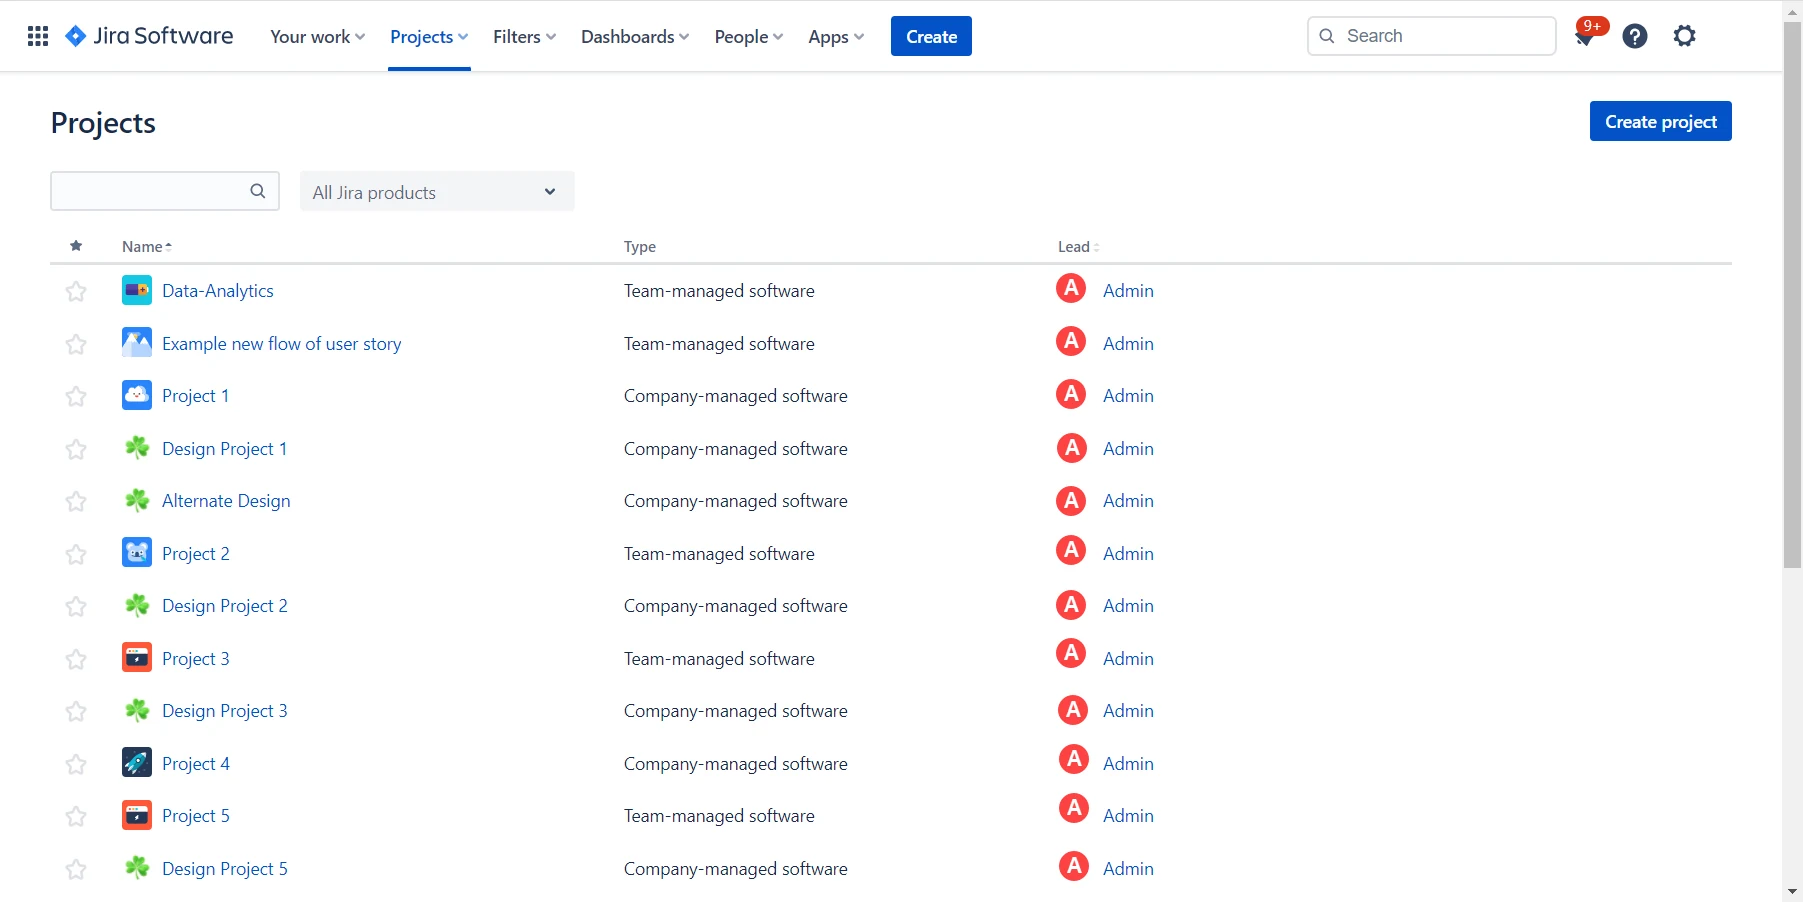 Jira Software Your work Projects Filters Dashboards People Apps Create Search 9+ ?
Projects Create project
All Jira products
Name Type Lead
Data-Analytics Team-managed software A Admin
Example new flow of user story Team-managed software A Admin
Project 1 Company-managed software A Admin
Design Project 1 Company-managed software A Admin
Alternate Design Company-managed software A Admin
Project 2 Team-managed software A Admin
Design Project 2 Company-managed software A Admin
Project 3 Team-managed software A Admin
Design Project 3 Company-managed software A Admin
Project 4 Company-managed software A Admin
Project 5 Team-managed software A Admin
Design Project 5 Company-managed software A Admin